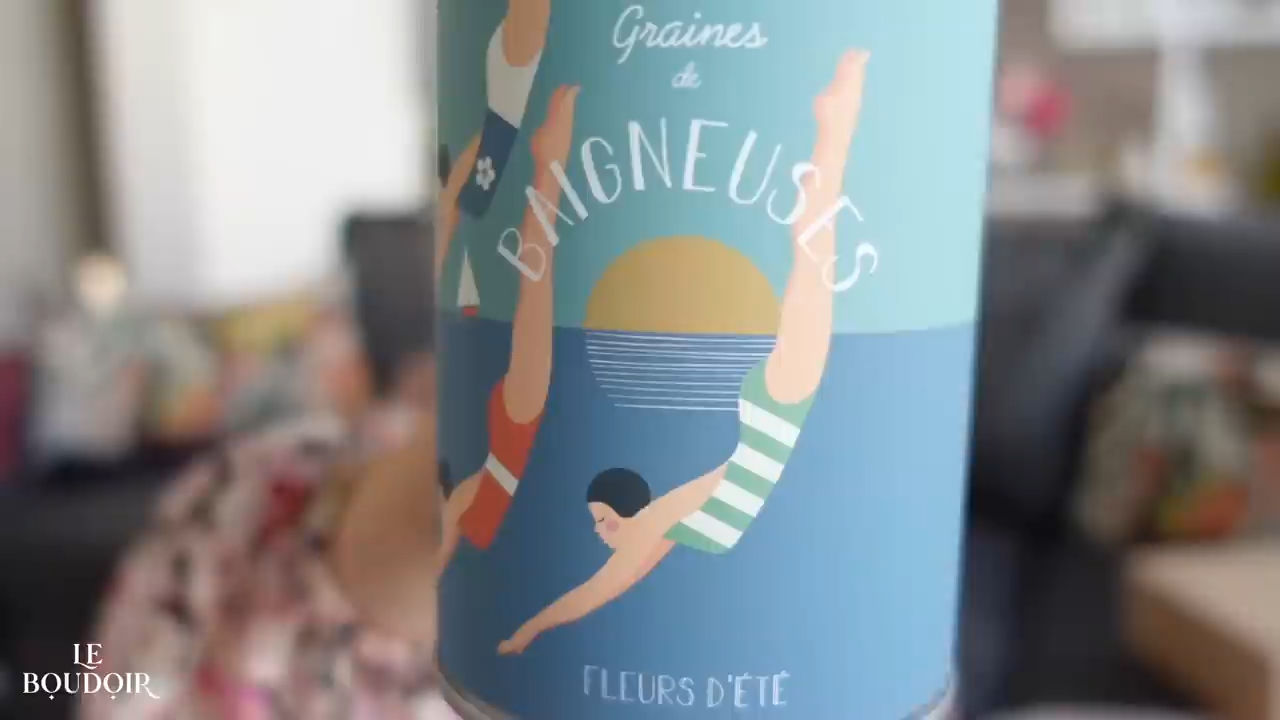 Graines
de
BAIGNEUSES
FLEURS D'ÉTÉ
LE
BOUDOIR